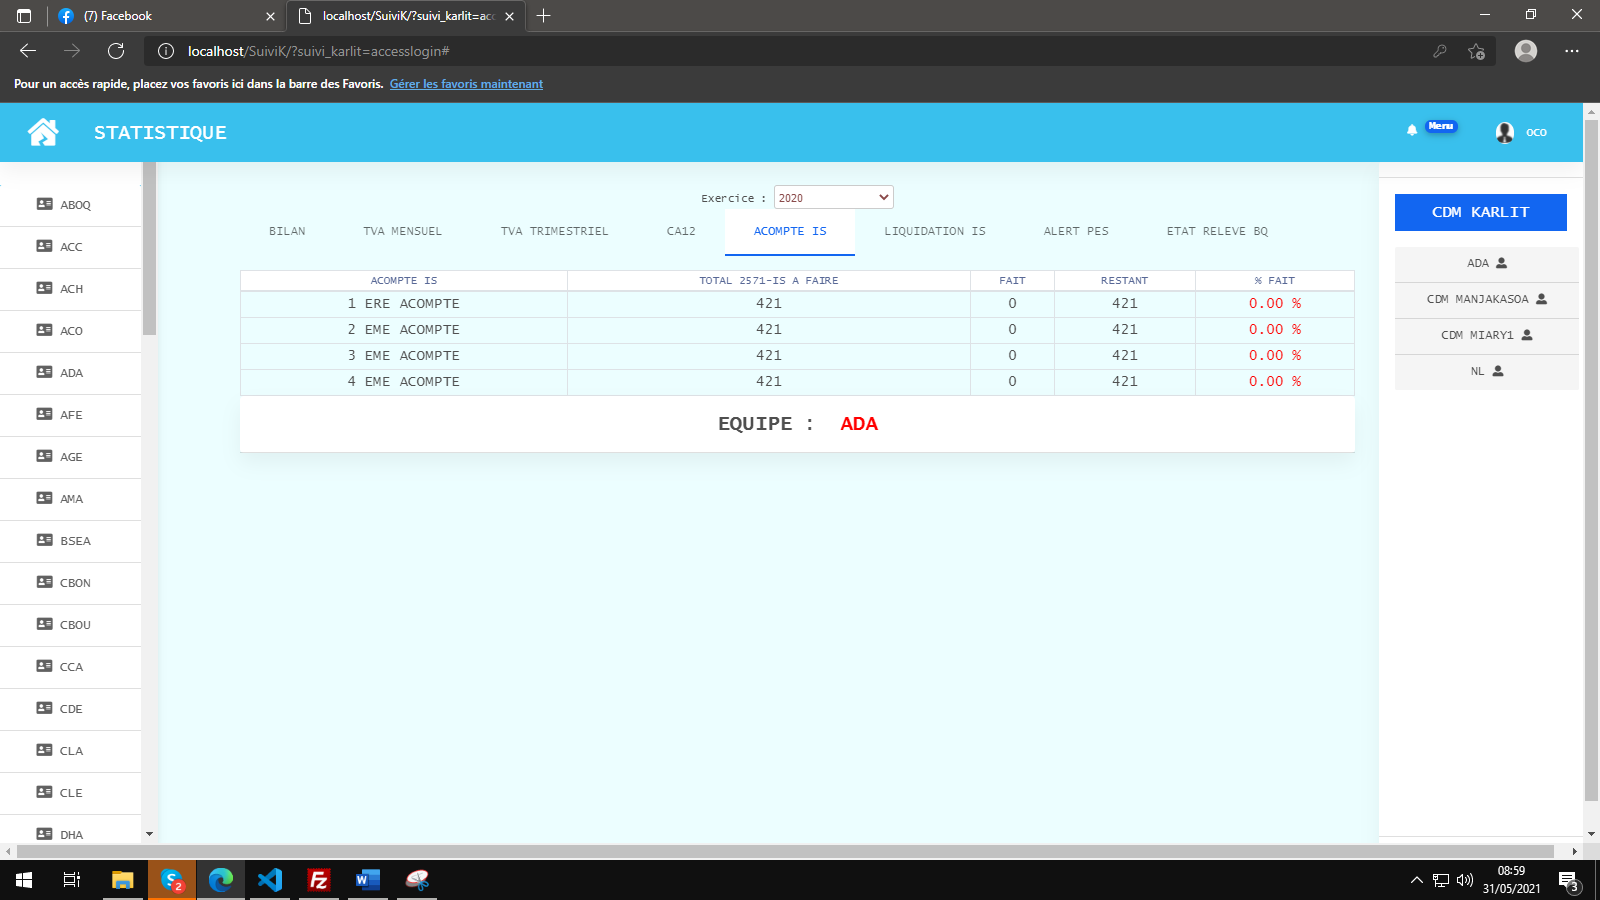 (7) Facebook
localhost/SuiviK/?suivi_karlit=acc
localhost/SuiviK/?suivi_karlit=accesslogin#
Pour un accès rapide, placez vos favoris ici dans la barre des Favoris. Gérer les favoris maintenant
STATISTIQUE
Menu
OCO
ABOQ
ACC
ACH
ACO
ADA
AFE
AGE
AMA
BSEA
CBON
CBOU
CCA
CDE
CLA
CLE
DHA
Exercice : 2020
BILAN TVA MENSUEL TVA TRIMESTRIEL CA12 ACOMPTE IS LIQUIDATION IS ALERT PES ETAT RELEVE BQ
ACOMPTE IS TOTAL 2571-IS A FAIRE FAIT RESTANT % FAIT
1 ERE ACOMPTE 421 0 421 0.00 %
2 EME ACOMPTE 421 0 421 0.00 %
3 EME ACOMPTE 421 0 421 0.00 %
4 EME ACOMPTE 421 0 421 0.00 %
EQUIPE : ADA
CDM KARLIT
ADA
CDM MANJAKASOA
CDM MIARY1
NL
2
08:59
31/05/2021
3